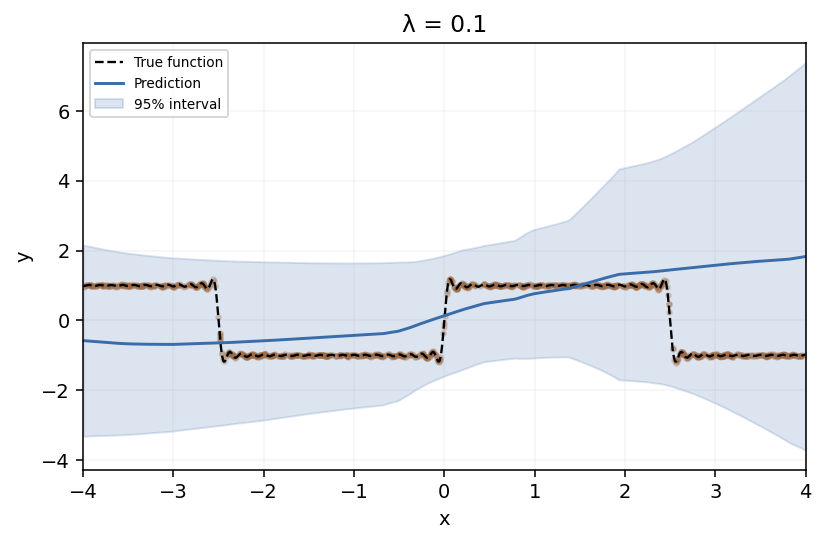 λ = 0.1
True function
Prediction
95% interval
y
6
4
2
0
−2
−4
−4 −3 −2 −1 0 1 2 3 4
x